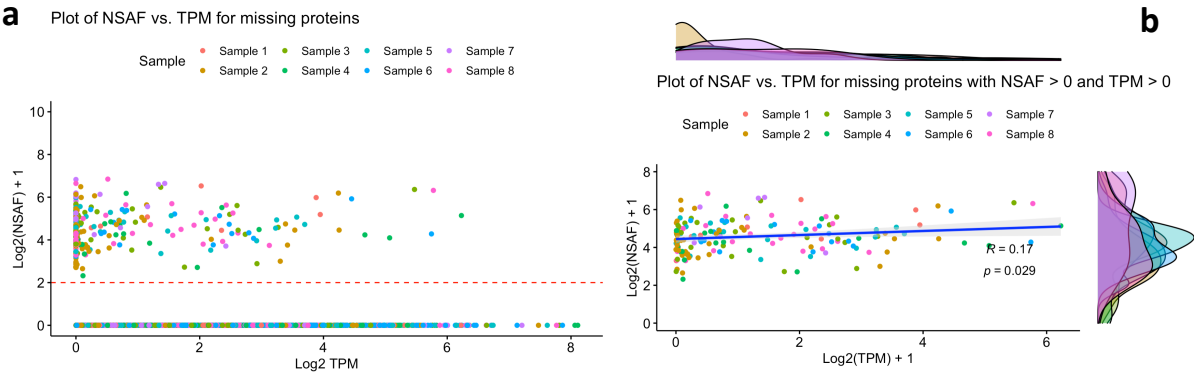 a
Plot of NSAF vs. TPM for missing proteins
Sample
Sample 1
Sample 3
Sample 5
Sample 7
Sample 2
Sample 4
Sample 6
Sample 8
10
8
6
4
2
0
Log2(NSAF) + 1
0
2
4
6
8
Log2 TPM
b
Plot of NSAF vs. TPM for missing proteins with NSAF > 0 and TPM > 0
Sample
Sample 1
Sample 3
Sample 5
Sample 7
Sample 2
Sample 4
Sample 6
Sample 8
8
6
4
2
0
Log2(NSAF) + 1
R = 0.17
p = 0.029
0
2
4
6
Log2(TPM) + 1